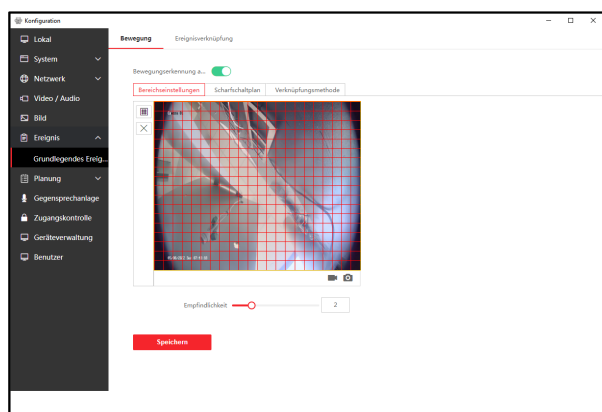 Konfiguration
Lokal
System
Netzwerk
Video / Audio
Bild
Ereignis
Grundlegendes Ereig...
Planung
Gegensprechanlage
Zugangskontrolle
Geräteverwaltung
Benutzer
Bewegung Ereignisverknüpfung
Bewegungserkennung a...
Bereichseinstellungen Scharfschaltplan Verknüpfungsmethode
Empfindlichkeit 2
Speichern